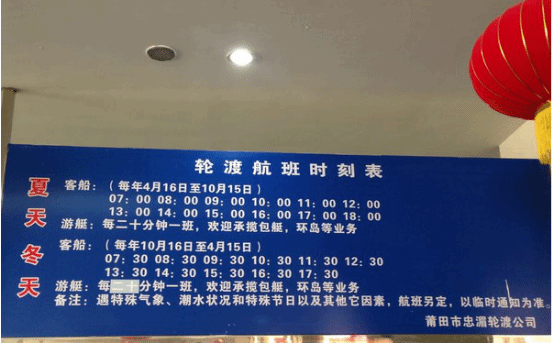 轮渡航班时刻表
夏天
客船：（每年4月16日至10月15日）
07：00 08：00 09：00 10：00 11：00 12：00
13：00 14：00 15：00 16：00 17：00 18：00
游艇：每二十分钟一班，欢迎承揽包艇，环岛等业务
冬天
客船：（每年10月16日至4月15日）
07：30 08：30 09：30 10：30 11：30 12：30
13：30 14：30 15：30 16：30 17：30
游艇：每二十分钟一班，欢迎承揽包艇，环岛等业务
备注：遇特殊气象、潮水状况和特殊节日以及其他它因素，航班另定，以临时通知为准。
莆田市忠湄轮渡公司